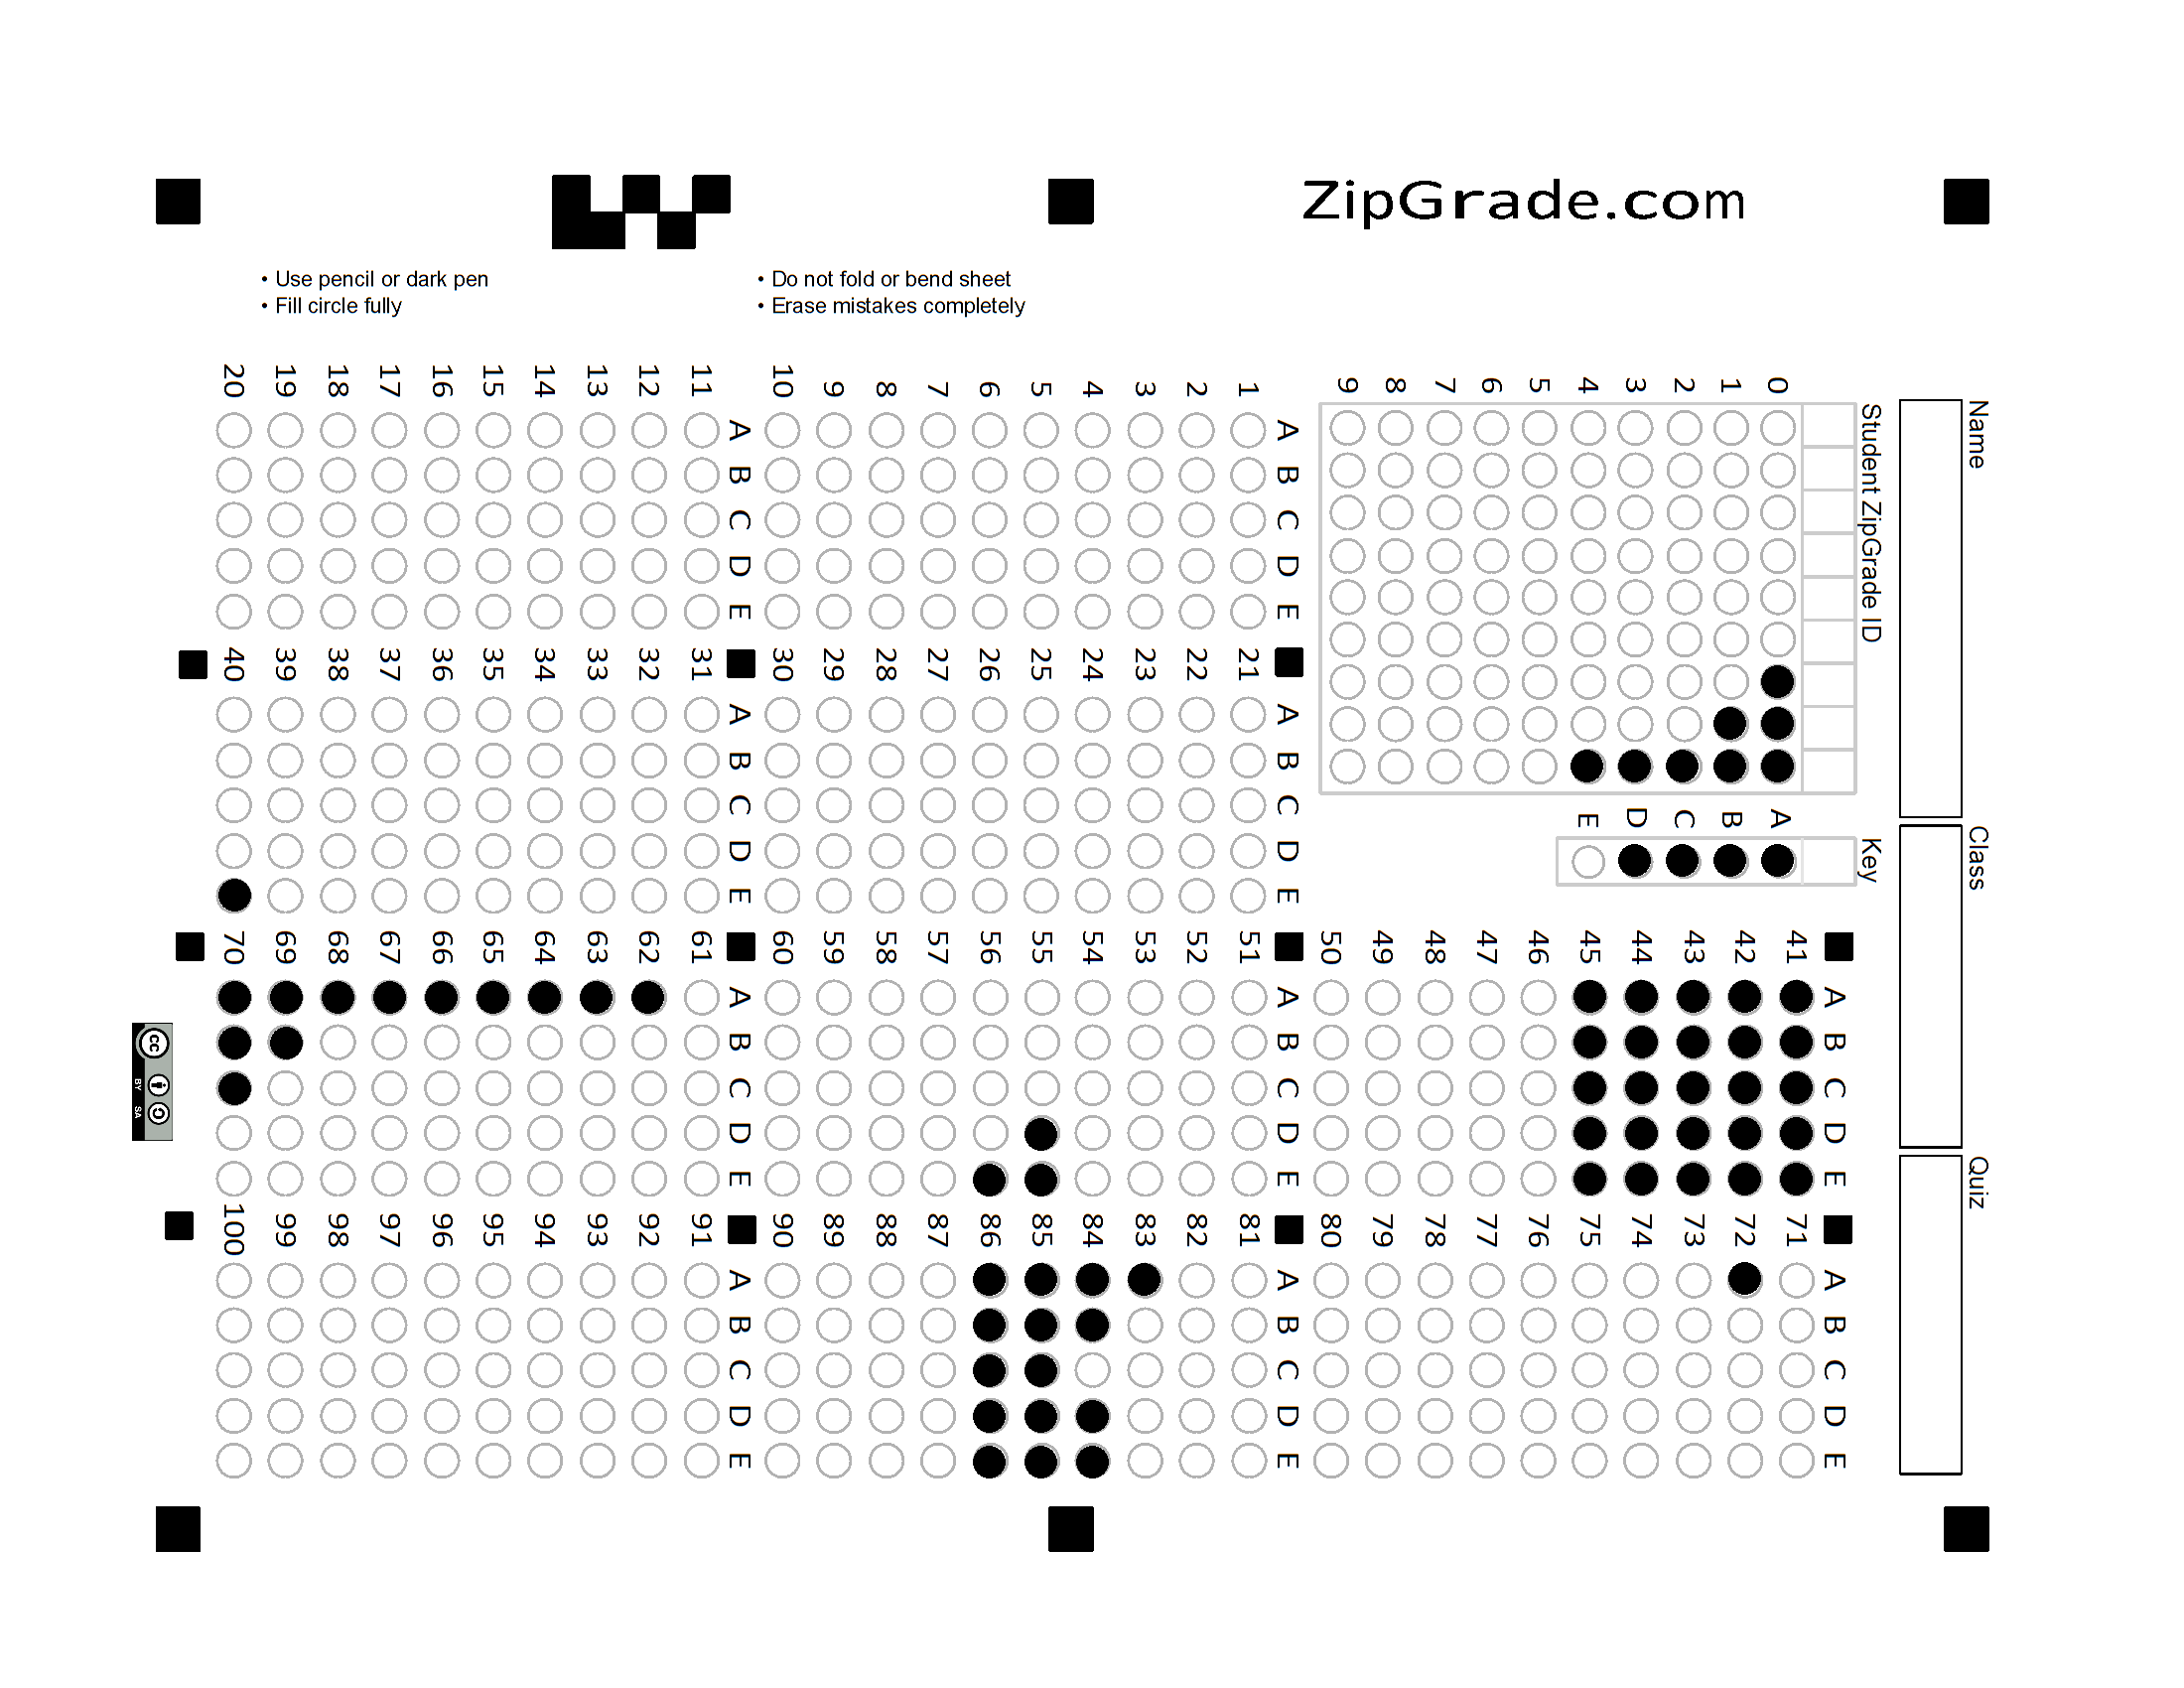 ZipGrade.com
• Use pencil or dark pen
• Fill circle fully
• Do not fold or bend sheet
• Erase mistakes completely
Name
Class
Quiz
Student ZipGrade ID
0 1 2 3 4 5 6 7 8 9
Key
A B C D E
1 2 3 4 5 6 7 8 9 10
A B C D E
11 12 13 14 15 16 17 18 19 20
A B C D E
21 22 23 24 25 26 27 28 29 30
A B C D E
31 32 33 34 35 36 37 38 39 40
A B C D E
41 42 43 44 45 46 47 48 49 50
A B C D E
51 52 53 54 55 56 57 58 59 60
A B C D E
61 62 63 64 65 66 67 68 69 70
A B C D E
71 72 73 74 75 76 77 78 79 80
A B C D E
81 82 83 84 85 86 87 88 89 90
A B C D E
91 92 93 94 95 96 97 98 99 100
A B C D E
cc BY SA